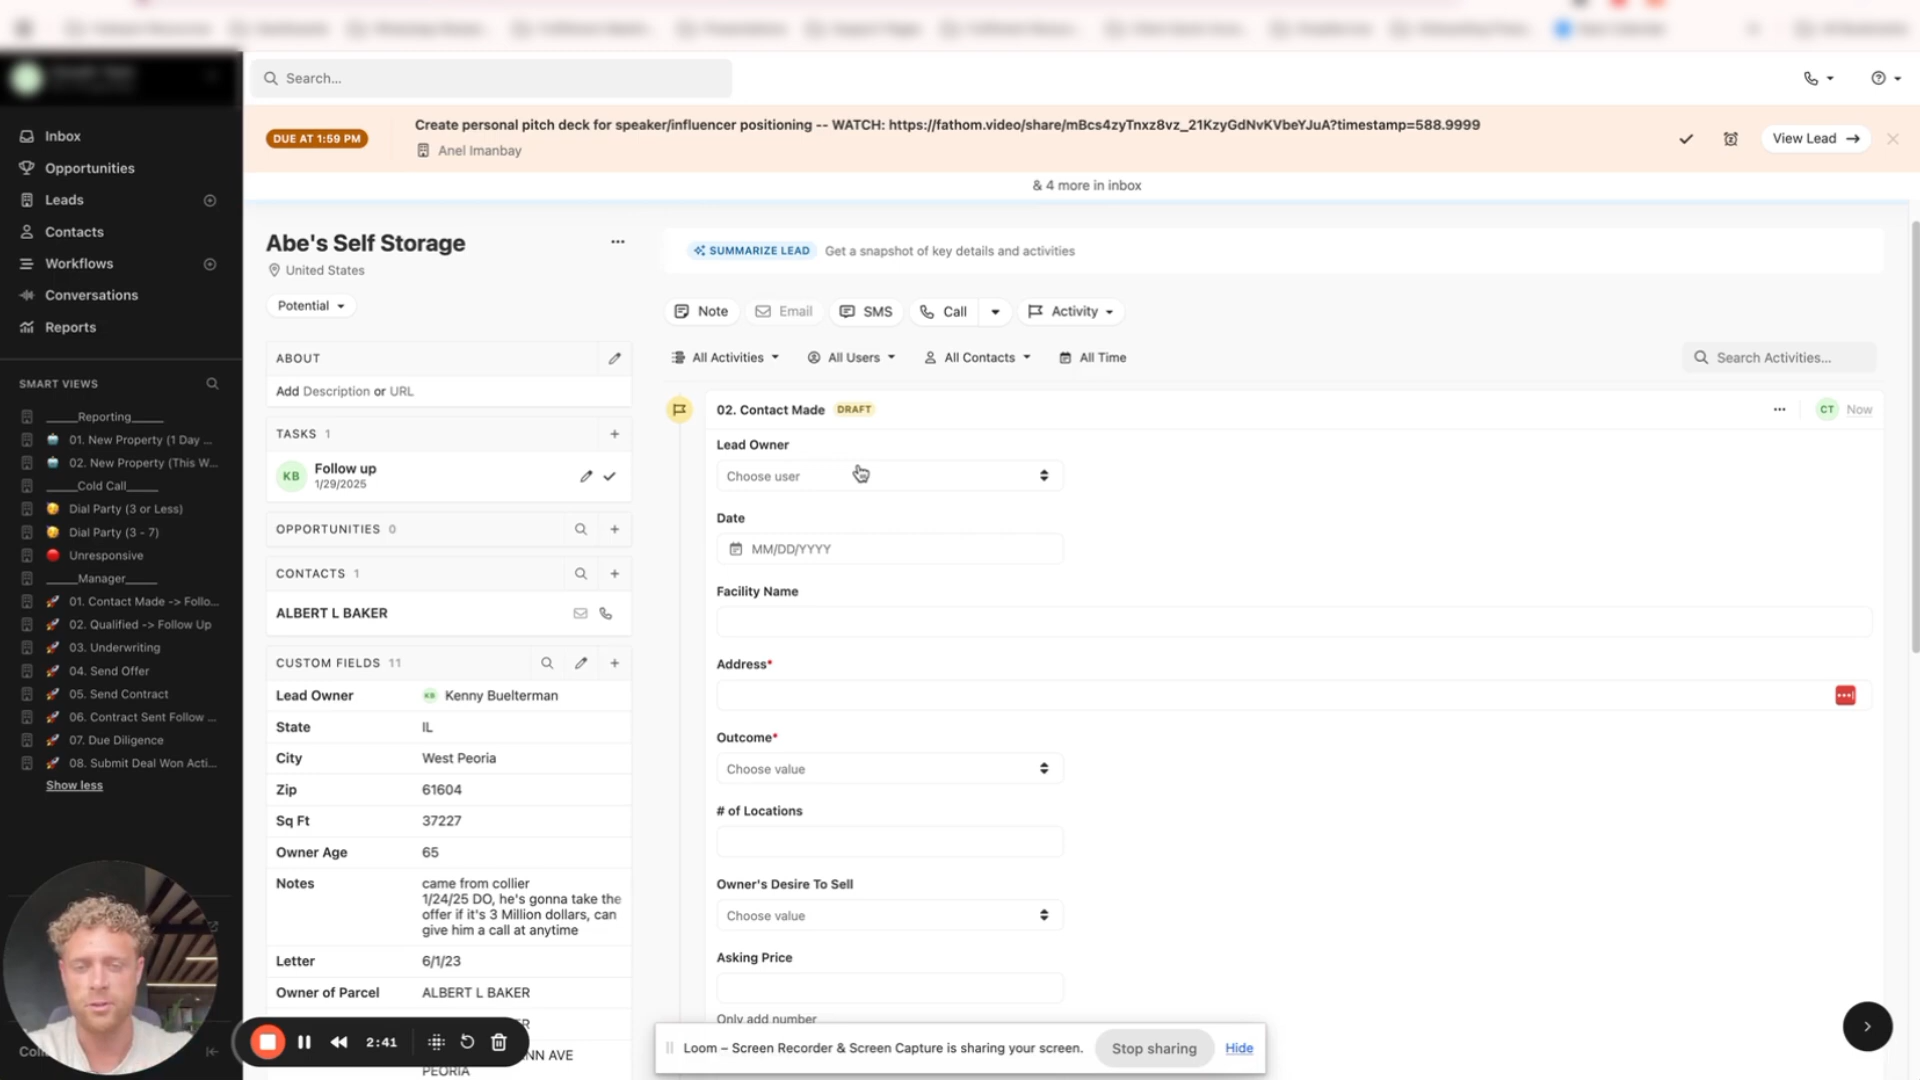 Search...
DUE AT 1:59 PM
Create personal pitch deck for speaker/influencer positioning -- WATCH: https://fathom.video/share/mBcs4zyTnxz8vz_21KzyGdNvKVbeYJuA?timestamp=588.9999
Anel Imanbay
View Lead →
& 4 more in inbox
Inbox
Opportunities
Leads
Contacts
Workflows
Conversations
Reports
SMART VIEWS
_____Reporting_____
01. New Property (1 Day ...
02. New Property (This W...
_____Cold Call_____
Dial Party (3 or Less)
Dial Party (3 - 7)
Unresponsive
_____Manager_____
01. Contact Made -> Follo...
02. Qualified -> Follow Up
03. Underwriting
04. Send Offer
05. Send Contract
06. Contract Sent Follow ...
07. Due Diligence
08. Submit Deal Won Acti...
Show less
Abe's Self Storage
United States
Potential
ABOUT
Add Description or URL
TASKS 1
KB
Follow up
1/29/2025
OPPORTUNITIES 0
CONTACTS 1
ALBERT L BAKER
CUSTOM FIELDS 11
Lead Owner KB Kenny Buelterman
State IL
City West Peoria
Zip 61604
Sq Ft 37227
Owner Age 65
Notes came from collier
1/24/25 DO, he's gonna take the
offer if it's 3 Million dollars, can
give him a call at anytime
Letter 6/1/23
Owner of Parcel ALBERT L BAKER
NN AVE
PEORIA
SUMMARIZE LEAD Get a snapshot of key details and activities
Note Email SMS Call Activity
All Activities All Users All Contacts All Time Search Activities...
02. Contact Made DRAFT CT Now
Lead Owner
Choose user
Date
MM/DD/YYYY
Facility Name
Address*
Outcome*
Choose value
# of Locations
Owner's Desire To Sell
Choose value
Asking Price
Only add number
2:41
Loom – Screen Recorder & Screen Capture is sharing your screen. Stop sharing Hide